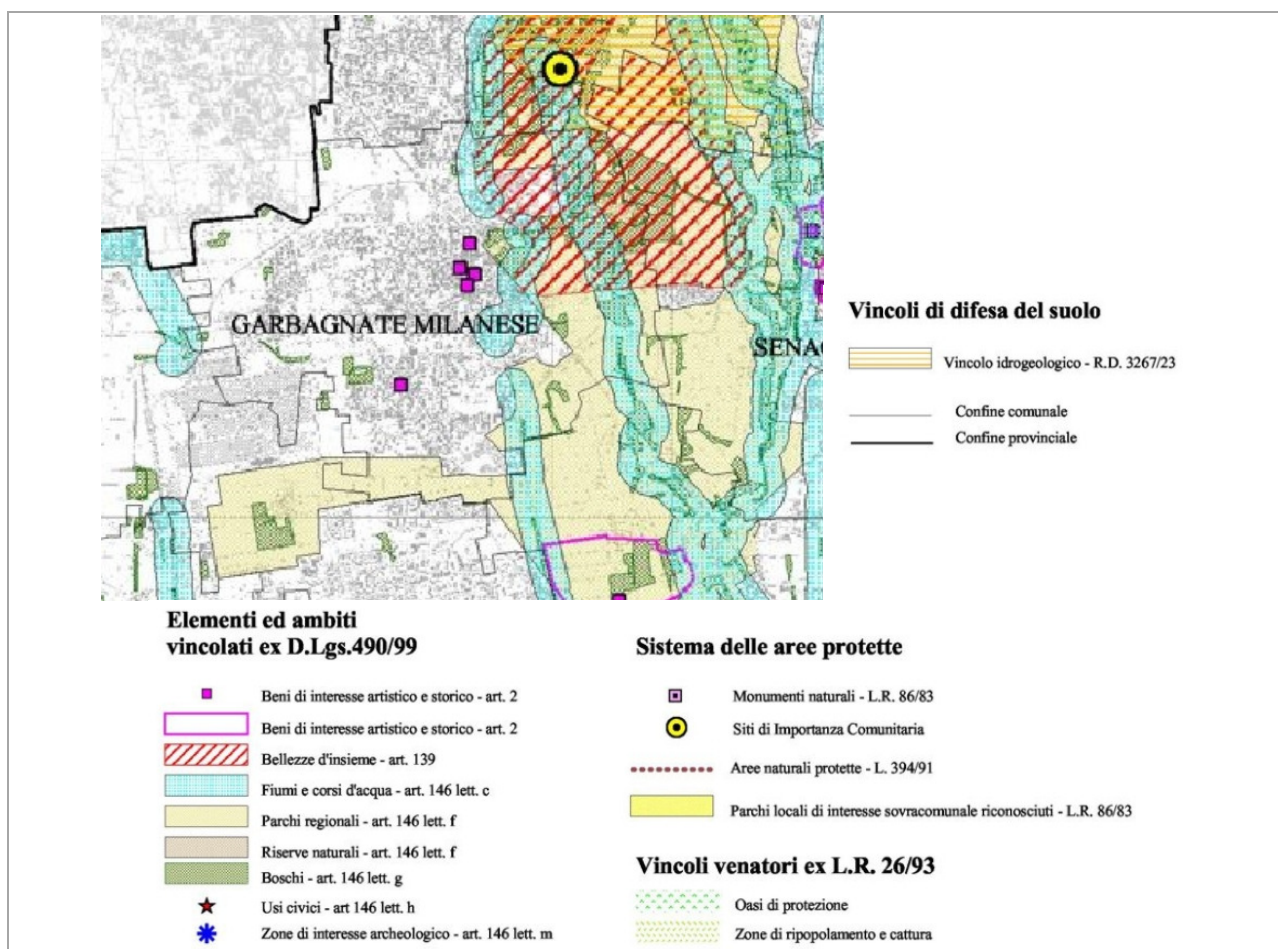 GARBAGNATE MILANESE
Vincoli di difesa del suolo
Vincolo idrogeologico - R.D. 3267/23
Confine comunale
Confine provinciale
Elementi ed ambiti
vincolati ex D.Lgs.490/99
Beni di interesse artistico e storico - art. 2
Beni di interesse artistico e storico - art. 2
Bellezze d'insieme - art. 139
Fiumi e corsi d'acqua - art. 146 lett. c
Parchi regionali - art. 146 lett. f
Riserve naturali - art. 146 lett. f
Boschi - art. 146 lett. g
Usi civici - art 146 lett. h
Zone di interesse archeologico - art. 146 lett. m
Sistema delle aree protette
Monumenti naturali - L.R. 86/83
Siti di Importanza Comunitaria
Aree naturali protette - L. 394/91
Parchi locali di interesse sovracomunale riconosciuti - L.R. 86/83
Vincoli venatori ex L.R. 26/93
Oasi di protezione
Zone di ripopolamento e cattura